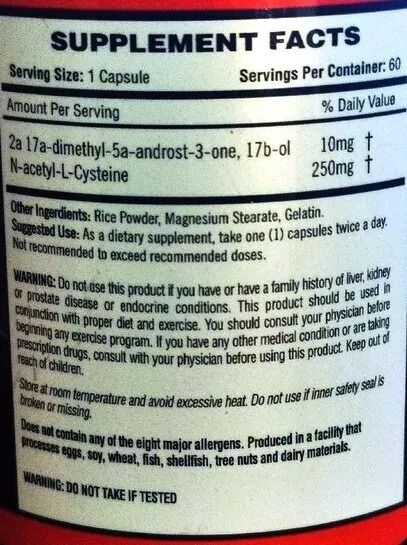 SUPPLEMENT FACTS
Serving Size: 1 Capsule Servings Per Container: 60
Amount Per Serving % Daily Value
2a 17a-dimethyl-5a-androst-3-one, 17b-ol 10mg †
N-acetyl-L-Cysteine 250mg †
Other Ingerdients: Rice Powder, Magnesium Stearate, Gelatin.
Suggested Use: As a dietary supplement, take one (1) capsules twice a day.
Not recommended to exceed recommended doses.
WARNING: Do not use this product if you have or have a family history of liver, kidney
or prostate disease or endocrine conditions. This product should be used in
conjunction with proper diet and exercise. You should consult your physician before
beginning any exercise program. If you have any other medical condition or are taking
prescription drugs, consult with your physician before using this product. Keep out of
reach of children.
Store at room temperature and avoid excessive heat. Do not use if inner safety seal is
broken or missing.
Does not contain any of the eight major allergens. Produced in a facility that
processes eggs, soy, wheat, fish, shellfish, tree nuts and dairy materials.
WARNING: DO NOT TAKE IF TESTED